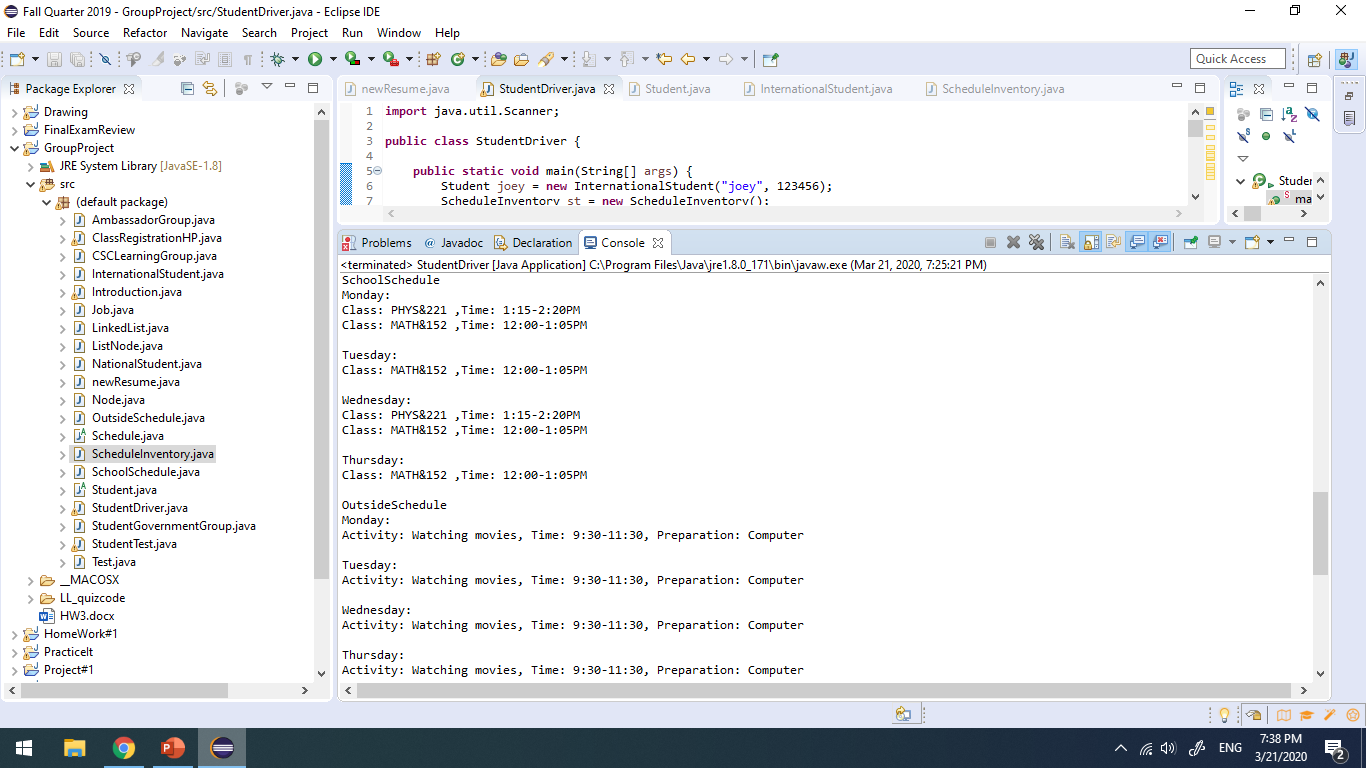 Fall Quarter 2019 - GroupProject/src/StudentDriver.java - Eclipse IDE
File Edit Source Refactor Navigate Search Project Run Window Help
Quick Access
Package Explorer
Drawing
FinalExamReview
GroupProject
JRE System Library [JavaSE-1.8]
src
(default package)
AmbassadorGroup.java
ClassRegistrationHP.java
CSCLearningGroup.java
InternationalStudent.java
Introduction.java
Job.java
LinkedList.java
ListNode.java
NationalStudent.java
newResume.java
Node.java
OutsideSchedule.java
Schedule.java
ScheduleInventory.java
SchoolSchedule.java
Student.java
StudentDriver.java
StudentGovernmentGroup.java
StudentTest.java
Test.java
__MACOSX
LL_quizcode
HW3.docx
HomeWork#1
PracticeIt
Project#1
newResume.java StudentDriver.java Student.java InternationalStudent.java ScheduleInventory.java
1 import java.util.Scanner;
2
3 public class StudentDriver {
4
5 public static void main(String[] args) {
6 Student joey = new InternationalStudent("joey", 123456);
7 ScheduleInventory st = new ScheduleInventory();
Studer
ma
Problems @ Javadoc Declaration Console
<terminated> StudentDriver [Java Application] C:\Program Files\Java\jre1.8.0_171\bin\javaw.exe (Mar 21, 2020, 7:25:21 PM)
SchoolSchedule
Monday:
Class: PHYS&221 ,Time: 1:15-2:20PM
Class: MATH&152 ,Time: 12:00-1:05PM
Tuesday:
Class: MATH&152 ,Time: 12:00-1:05PM
Wednesday:
Class: PHYS&221 ,Time: 1:15-2:20PM
Class: MATH&152 ,Time: 12:00-1:05PM
Thursday:
Class: MATH&152 ,Time: 12:00-1:05PM
OutsideSchedule
Monday:
Activity: Watching movies, Time: 9:30-11:30, Preparation: Computer
Tuesday:
Activity: Watching movies, Time: 9:30-11:30, Preparation: Computer
Wednesday:
Activity: Watching movies, Time: 9:30-11:30, Preparation: Computer
Thursday:
Activity: Watching movies, Time: 9:30-11:30, Preparation: Computer
ENG
7:38 PM
3/21/2020
2